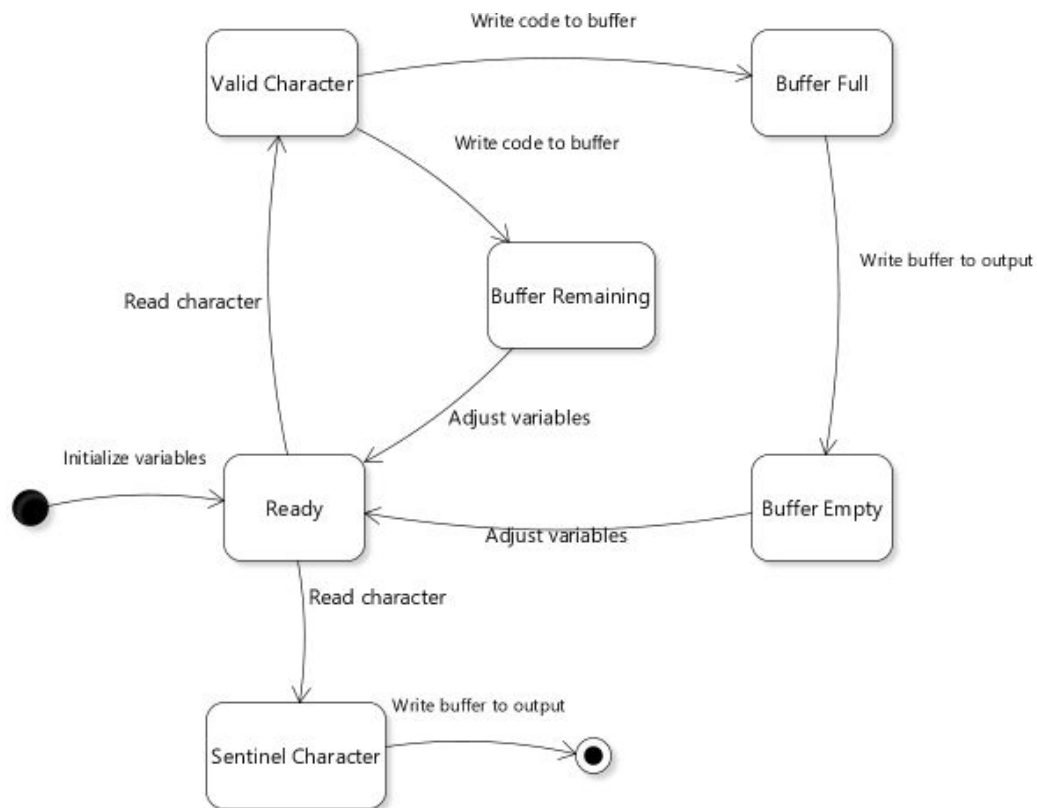 Write code to buffer
Valid Character
Buffer Full
Write code to buffer
Write buffer to output
Buffer Remaining
Read character
Adjust variables
Initialize variables
Ready
Buffer Empty
Adjust variables
Read character
Write buffer to output
Sentinel Character